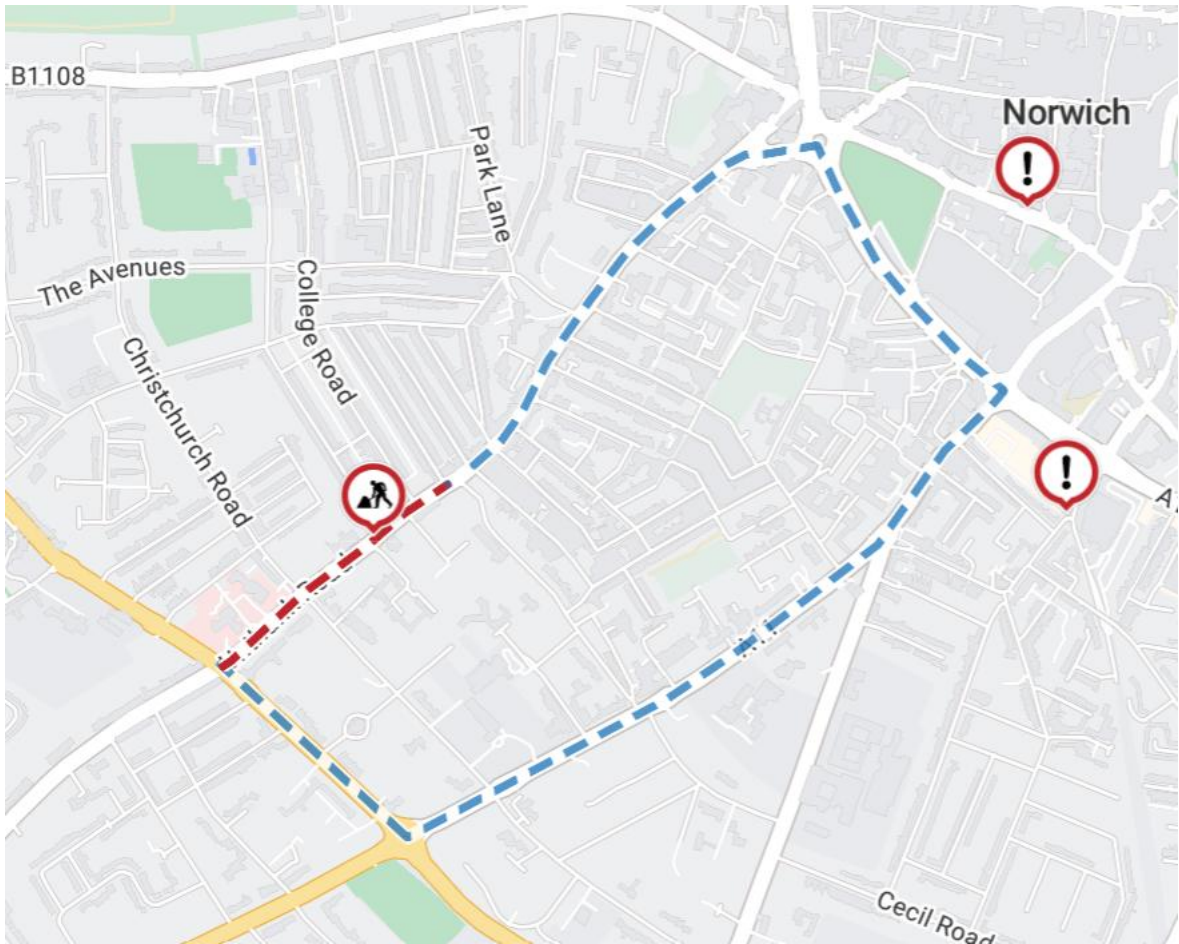 B1108
Norwich
!
Park Lane
The Avenues
College Road
Christchurch Road
!
Cecil Road